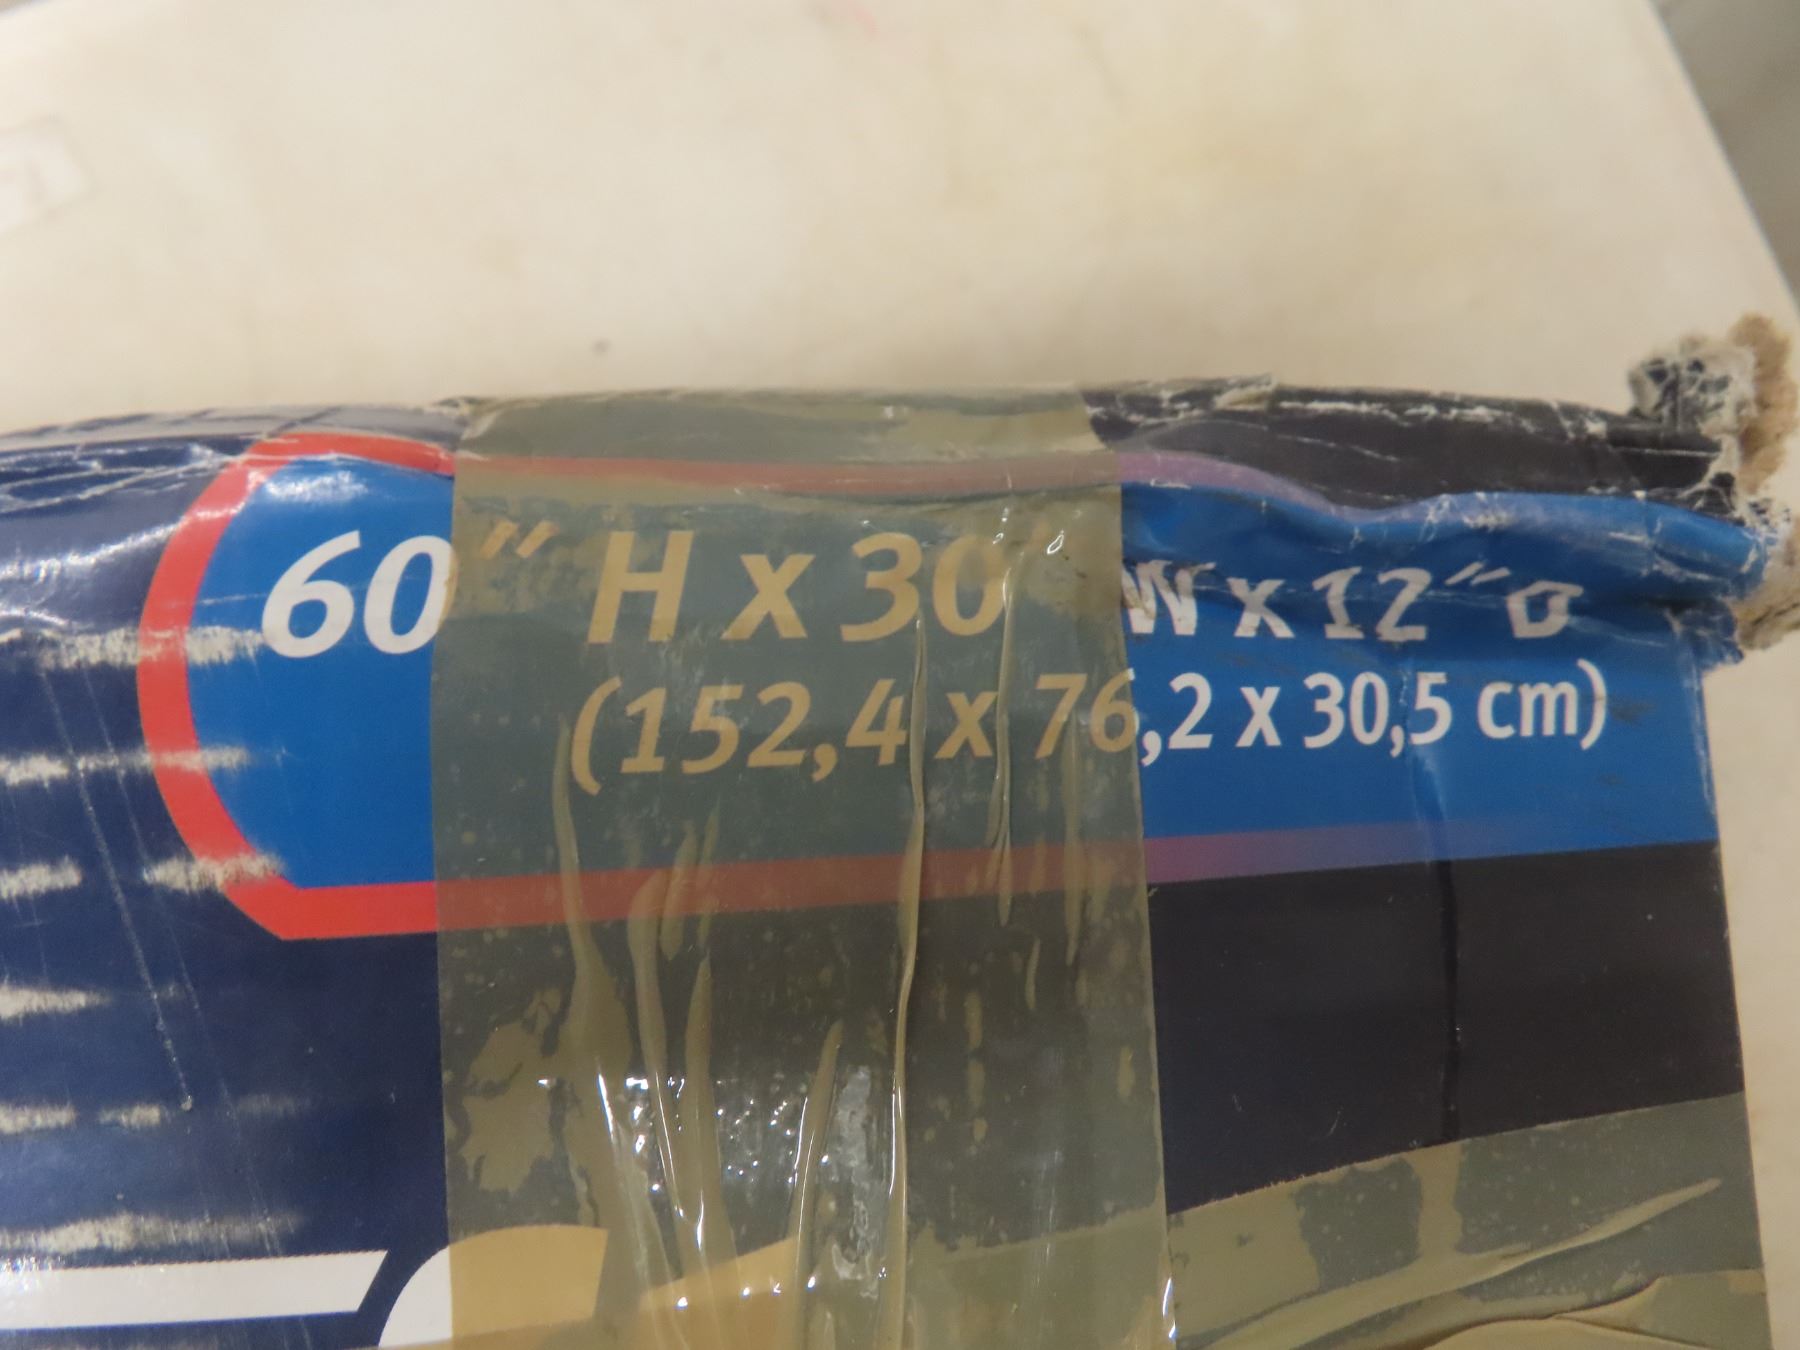 60" H x 30" W x 12" D
(152,4 x 76,2 x 30,5 cm)